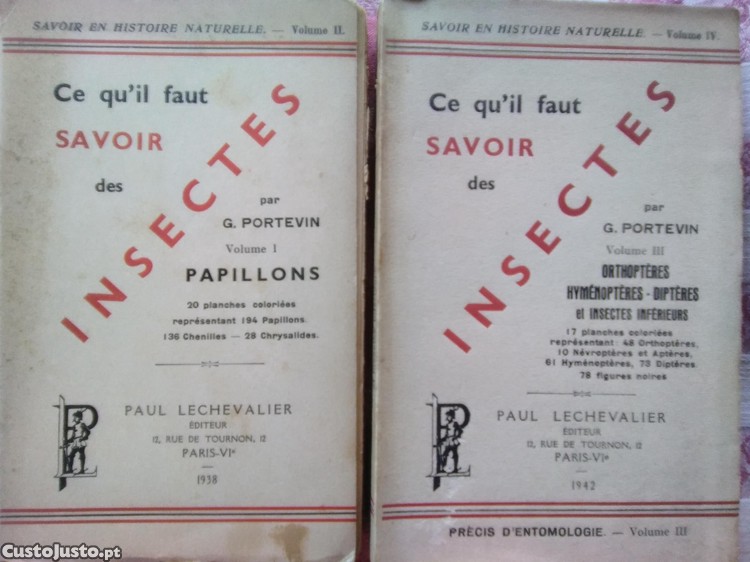 SAVOIR EN HISTOIRE NATURELLE. — Volume II.
Ce qu'il faut
SAVOIR
des
INSECTES
par
G. PORTEVIN
Volume I
PAPILLONS
20 planches coloriées
représentant 194 Papillons.
136 Chenilles — 28 Chrysalides.
PAUL LECHEVALIER
ÉDITEUR
12, RUE DE TOURNON, 12
PARIS-VIe
1938
SAVOIR EN HISTOIRE NATURELLE. — Volume IV.
Ce qu'il faut
SAVOIR
des
INSECTES
par
G. PORTEVIN
Volume III
ORTHOPTÈRES
HYMÉNOPTÈRES - DIPTÈRES
et INSECTES INFÉRIEURS
17 planches coloriées
représentant: 48 Orthoptères,
10 Névroptères et Aptères,
61 Hyménoptères, 73 Diptères
78 figures noires
PAUL LECHEVALIER
ÉDITEUR
12, RUE DE TOURNON, 12
PARIS-VIe
1942
PRÉCIS D'ENTOMOLOGIE. — Volume III
CustoJusto.pt